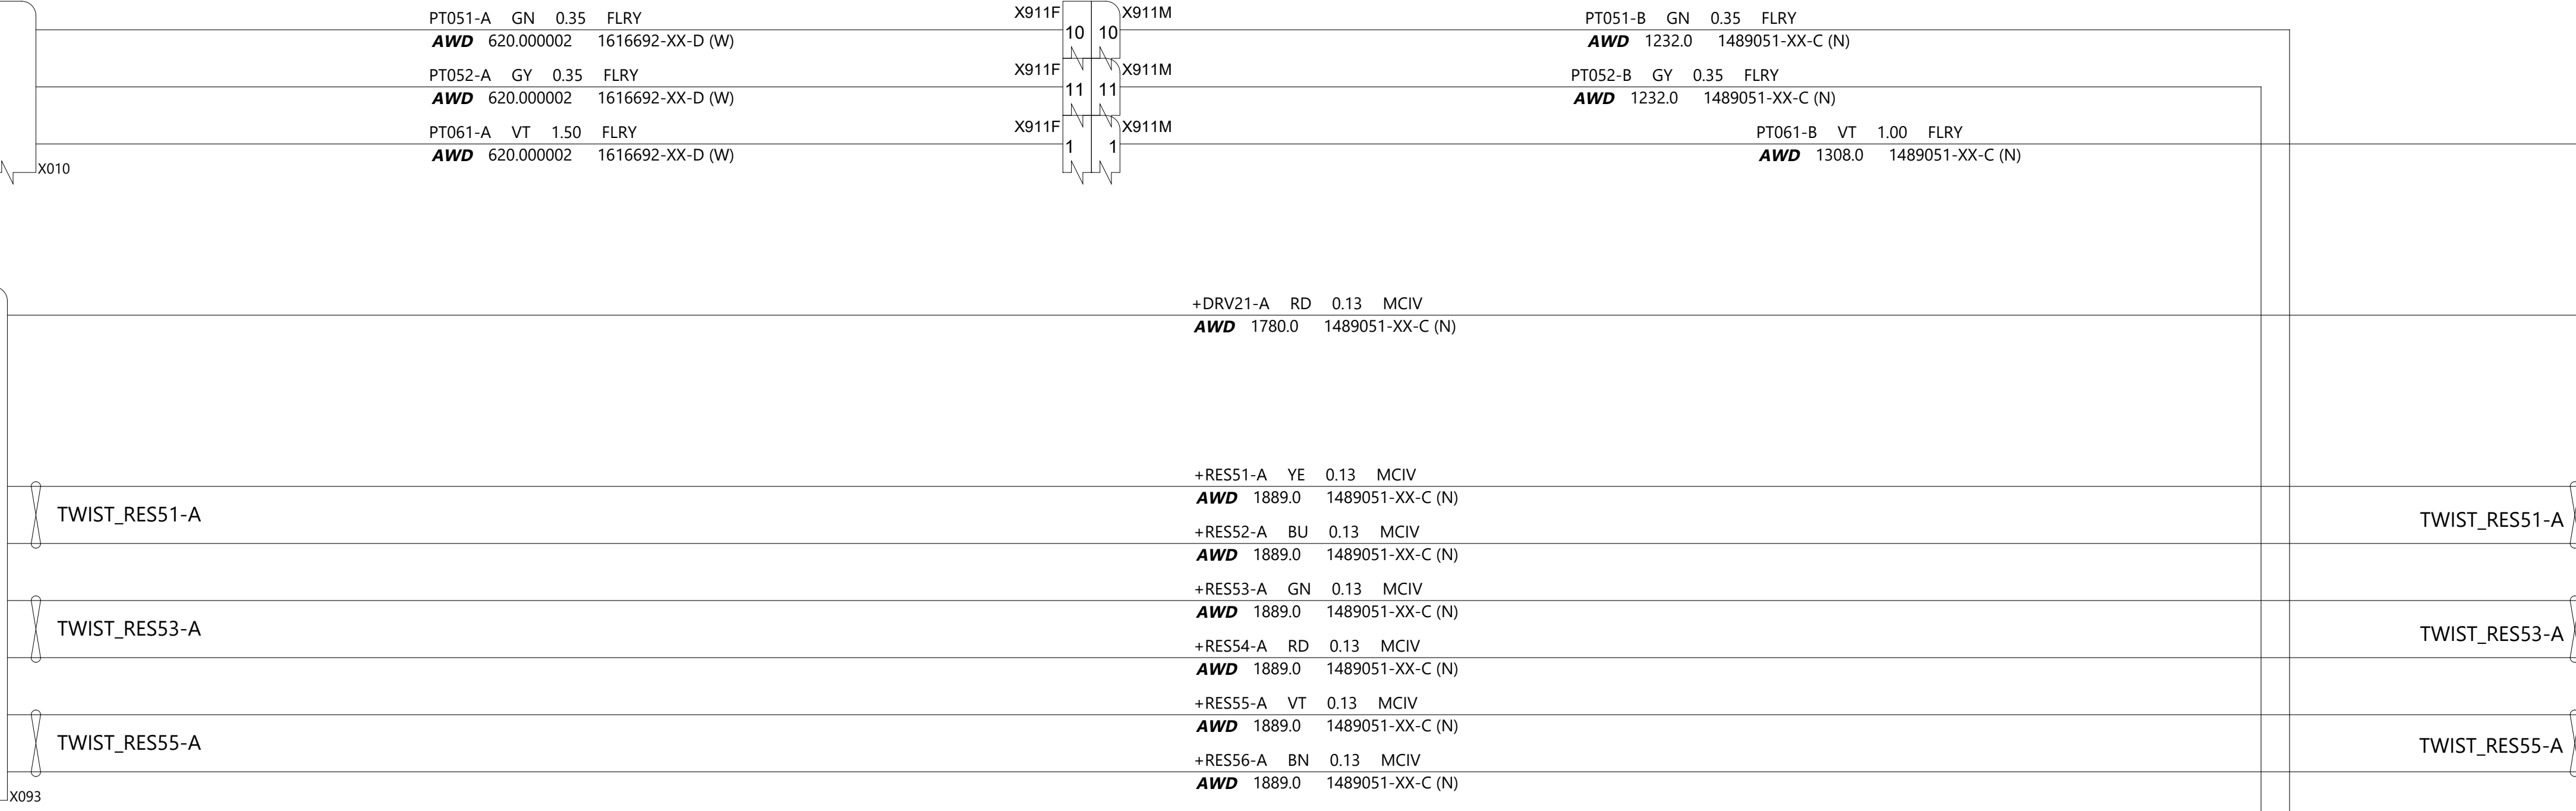 PT051-A GN 0.35 FLRY
AWD 620.000002 1616692-XX-D (W)
X911F
10
10
X911M
PT051-B GN 0.35 FLRY
AWD 1232.0 1489051-XX-C (N)
PT052-A GY 0.35 FLRY
AWD 620.000002 1616692-XX-D (W)
X911F
11
11
X911M
PT052-B GY 0.35 FLRY
AWD 1232.0 1489051-XX-C (N)
PT061-A VT 1.50 FLRY
AWD 620.000002 1616692-XX-D (W)
X911F
1
1
X911M
PT061-B VT 1.00 FLRY
AWD 1308.0 1489051-XX-C (N)
X010
+DRV21-A RD 0.13 MCIV
AWD 1780.0 1489051-XX-C (N)
+RES51-A YE 0.13 MCIV
AWD 1889.0 1489051-XX-C (N)
TWIST_RES51-A
TWIST_RES51-A
+RES52-A BU 0.13 MCIV
AWD 1889.0 1489051-XX-C (N)
+RES53-A GN 0.13 MCIV
AWD 1889.0 1489051-XX-C (N)
TWIST_RES53-A
TWIST_RES53-A
+RES54-A RD 0.13 MCIV
AWD 1889.0 1489051-XX-C (N)
+RES55-A VT 0.13 MCIV
AWD 1889.0 1489051-XX-C (N)
TWIST_RES55-A
TWIST_RES55-A
+RES56-A BN 0.13 MCIV
AWD 1889.0 1489051-XX-C (N)
X093